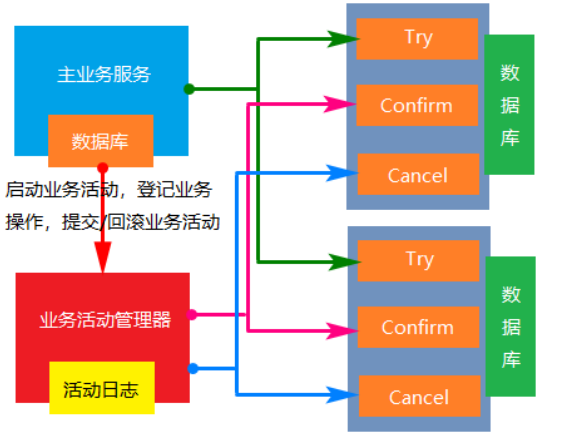 主业务服务
数据库
启动业务活动，登记业务
操作，提交/回滚业务活动
业务活动管理器
活动日志
Try
Confirm
Cancel
数
据
库
Try
Confirm
Cancel
数
据
库